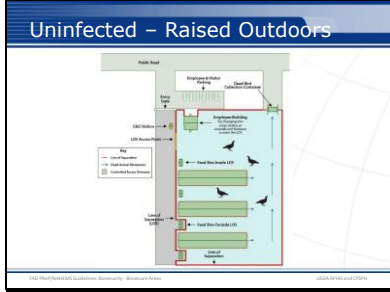 Uninfected – Raised Outdoors
Public Road
Employee & Visitor
Parking
Dead Bird
Collection Container
Entry
Gate
Employee Building
C&D Station
LOS Access Point
Key
Line of Separation
Dead Animal Movement
Controlled Access Driveway
Feed Bins Inside LOS
Line of
Separation
(LOS)
Feed Bins Outside LOS
Line of
Separation
FAD PReP/NAHEMS Guidelines: Biosecurity - Biosecure Areas
USDA APHIS and CFSPH